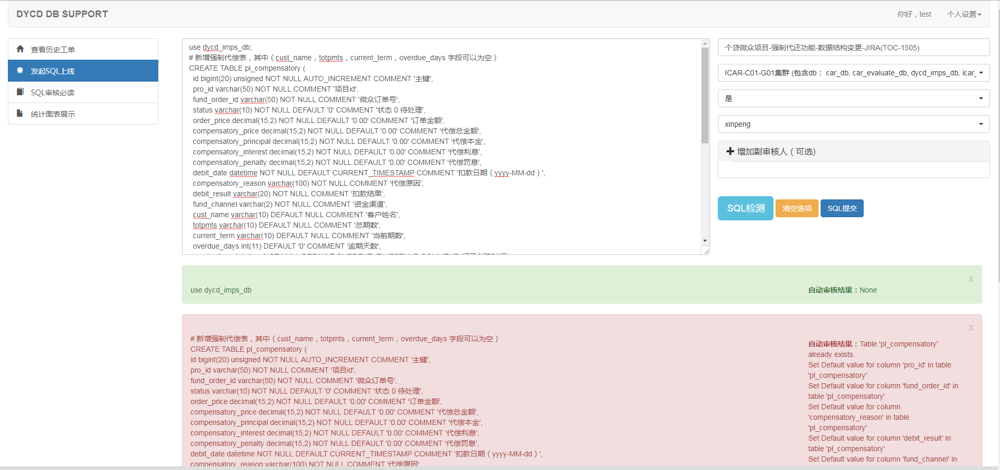 DYCD DB SUPPORT
你好，test
个人设置
查看历史工单
发起SQL上线
SQL审核必读
统计图表展示
use dycd_imps_db;
# 新增强制代偿表，其中（cust_name，totpmts，current_term，overdue_days 字段可以为空）
CREATE TABLE pl_compensatory (
id bigint(20) unsigned NOT NULL AUTO_INCREMENT COMMENT '主键',
pro_id varchar(50) NOT NULL COMMENT '项目id',
fund_order_id varchar(50) NOT NULL COMMENT '微众订单号',
status varchar(10) NOT NULL DEFAULT '0' COMMENT '状态 0 待处理',
order_price decimal(15,2) NOT NULL DEFAULT '0.00' COMMENT '订单金额',
compensatory_price decimal(15,2) NOT NULL DEFAULT '0.00' COMMENT '代偿总金额',
compensatory_principal decimal(15,2) NOT NULL DEFAULT '0.00' COMMENT '代偿本金',
compensatory_interest decimal(15,2) NOT NULL DEFAULT '0.00' COMMENT '代偿利息',
compensatory_penalty decimal(15,2) NOT NULL DEFAULT '0.00' COMMENT '代偿罚息',
debit_date datetime NOT NULL DEFAULT CURRENT_TIMESTAMP COMMENT '扣款日期（yyyy-MM-dd）',
compensatory_reason varchar(100) NOT NULL COMMENT '代偿原因',
debit_result varchar(20) NOT NULL COMMENT '扣款结果',
fund_channel varchar(2) NOT NULL COMMENT '资金渠道',
cust_name varchar(10) DEFAULT NULL COMMENT '客户姓名',
totpmts varchar(10) DEFAULT NULL COMMENT '总期数',
current_term varchar(10) DEFAULT NULL COMMENT '当前期数',
overdue_days int(11) DEFAULT '0' COMMENT '逾期天数',
个贷微众项目-强制代还功能-数据结构变更-JIRA(TOC-1505)
ICAR-C01-G01集群 (包含db： car_db, car_evaluate_db, dycd_imps_db, icar_
是
xinpeng
增加副审核人（可选）
SQL检测
清空选项
SQL提交
x
use dycd_imps_db
自动审核结果：None
x
# 新增强制代偿表，其中（cust_name，totpmts，current_term，overdue_days 字段可以为空）
CREATE TABLE pl_compensatory (
id bigint(20) unsigned NOT NULL AUTO_INCREMENT COMMENT '主键',
pro_id varchar(50) NOT NULL COMMENT '项目id',
fund_order_id varchar(50) NOT NULL COMMENT '微众订单号',
status varchar(10) NOT NULL DEFAULT '0' COMMENT '状态 0 待处理',
order_price decimal(15,2) NOT NULL DEFAULT '0.00' COMMENT '订单金额',
compensatory_price decimal(15,2) NOT NULL DEFAULT '0.00' COMMENT '代偿总金额',
compensatory_principal decimal(15,2) NOT NULL DEFAULT '0.00' COMMENT '代偿本金',
compensatory_interest decimal(15,2) NOT NULL DEFAULT '0.00' COMMENT '代偿利息',
compensatory_penalty decimal(15,2) NOT NULL DEFAULT '0.00' COMMENT '代偿罚息',
debit_date datetime NOT NULL DEFAULT CURRENT_TIMESTAMP COMMENT '扣款日期（yyyy-MM-dd）',
compensatory_reason varchar(100) NOT NULL COMMENT '代偿原因'
自动审核结果：Table 'pl_compensatory'
already exists.
Set Default value for column 'pro_id' in table
'pl_compensatory'
Set Default value for column 'fund_order_id' in
table 'pl_compensatory'
Set Default value for column
'compensatory_reason' in table
'pl_compensatory'
Set Default value for column 'debit_result' in
table 'pl_compensatory'
Set Default value for column 'fund_channel' in